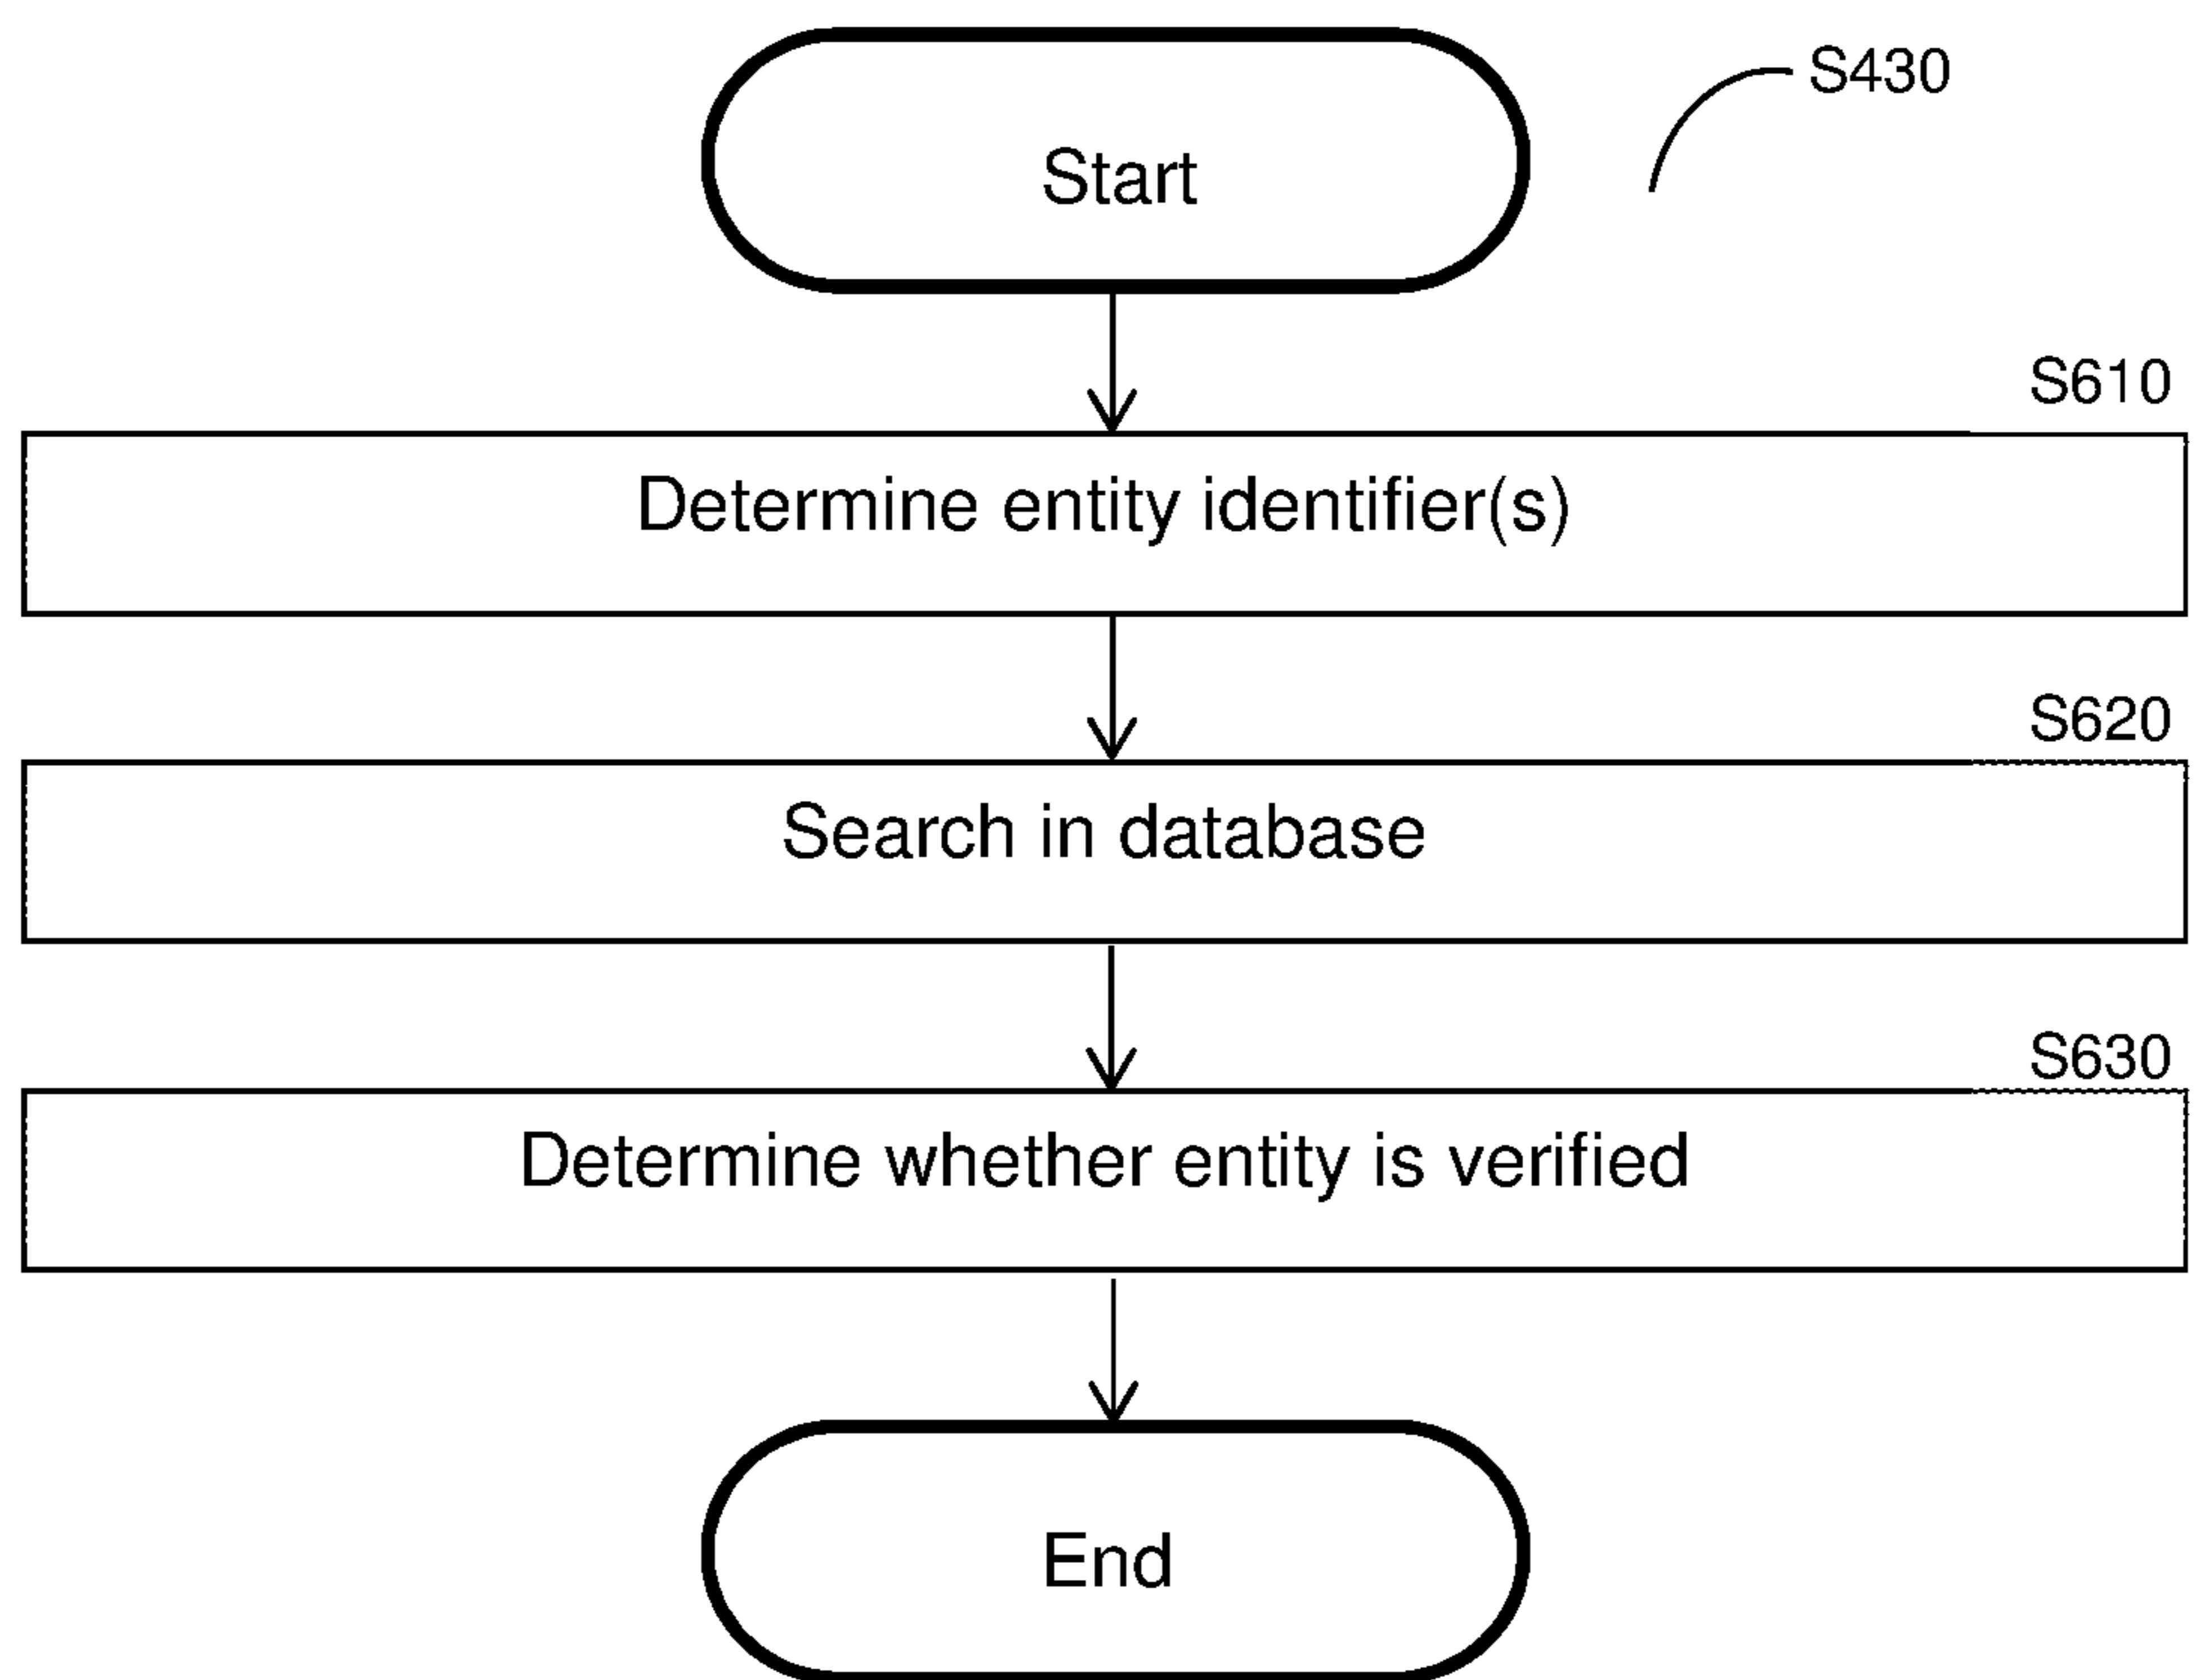 Start
S430
S610
Determine entity identifier(s)
S620
Search in database
S630
Determine whether entity is verified
End